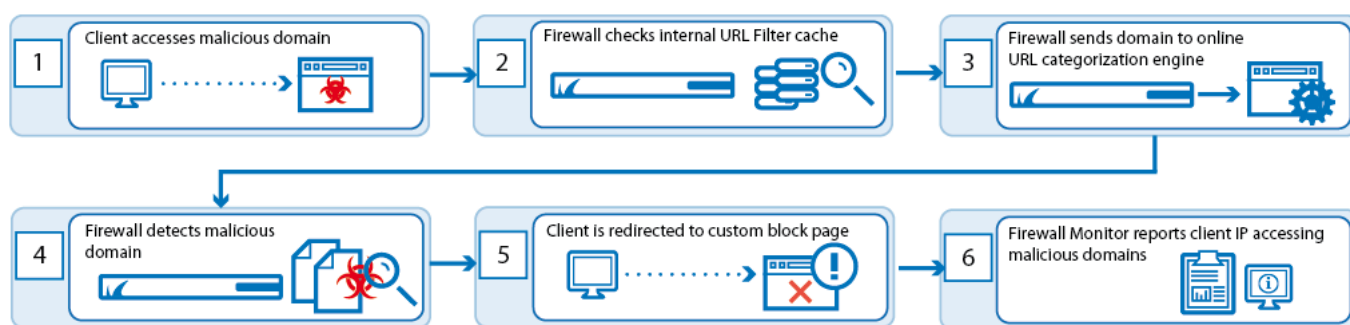 1
Client accesses malicious domain
2
Firewall checks internal URL Filter cache
3
Firewall sends domain to online
URL categorization engine
4
Firewall detects malicious
domain
5
Client is redirected to custom block page
6
Firewall Monitor reports client IP accessing
malicious domains